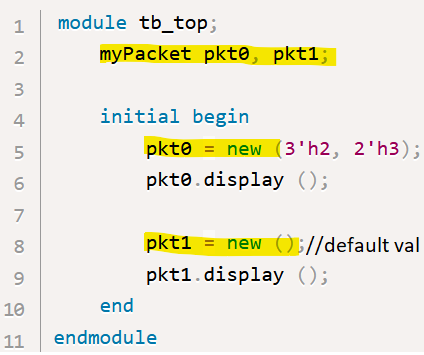 1 module tb_top;
2 myPacket pkt0, pkt1;
3
4 initial begin
5 pkt0 = new (3'h2, 2'h3);
6 pkt0.display ();
7
8 pkt1 = new ();//default val
9 pkt1.display ();
10 end
11 endmodule